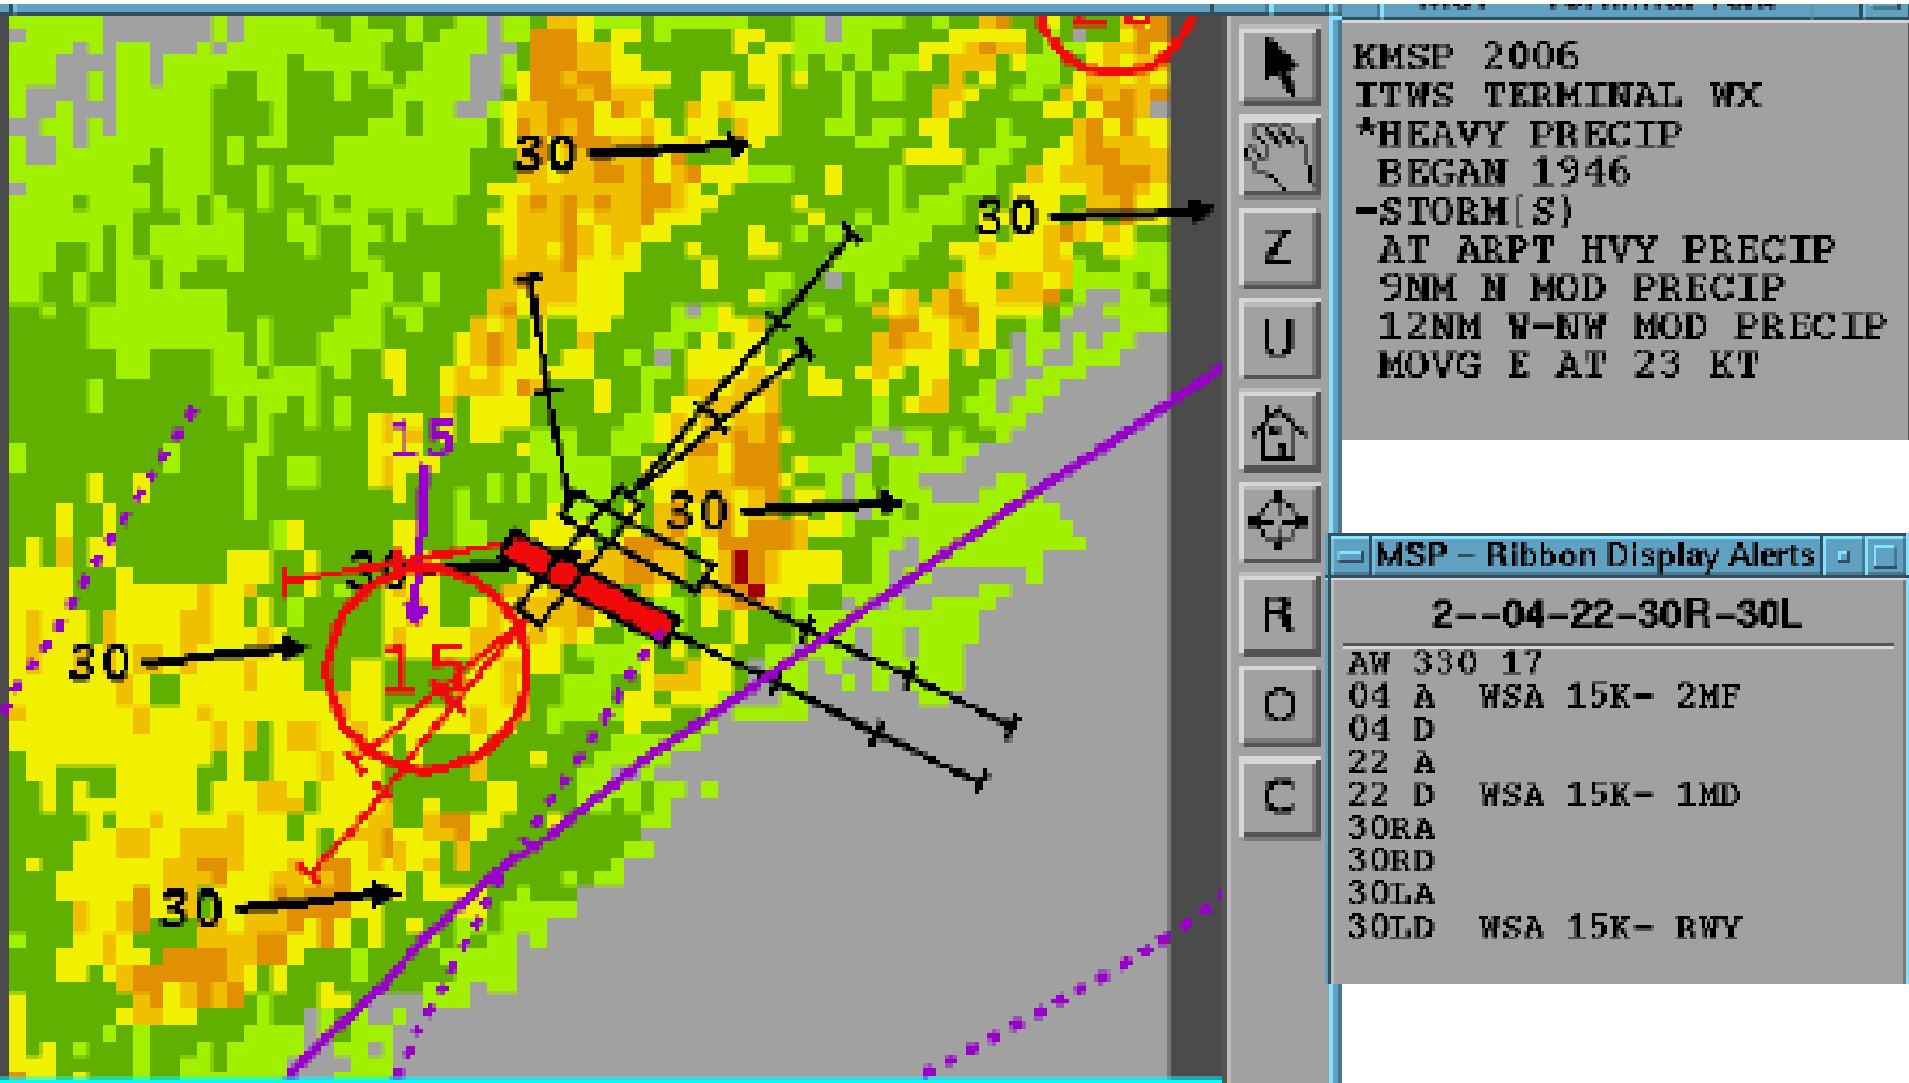 30
30
15
30
30
15
30
30
Z
U
R
O
C
KMSP 2006
ITWS TERMINAL WX
*HEAVY PRECIP
BEGAN 1946
-STORM(S)
AT ARPT HVY PRECIP
9NM N MOD PRECIP
12NM W-NW MOD PRECIP
MOVG E AT 23 KT
MSP - Ribbon Display Alerts
2--04-22-30R-30L
AW 330 17
04 A WSA 15K- 2MF
04 D
22 A
22 D WSA 15K- 1MD
30RA
30RD
30LA
30LD WSA 15K- RWY